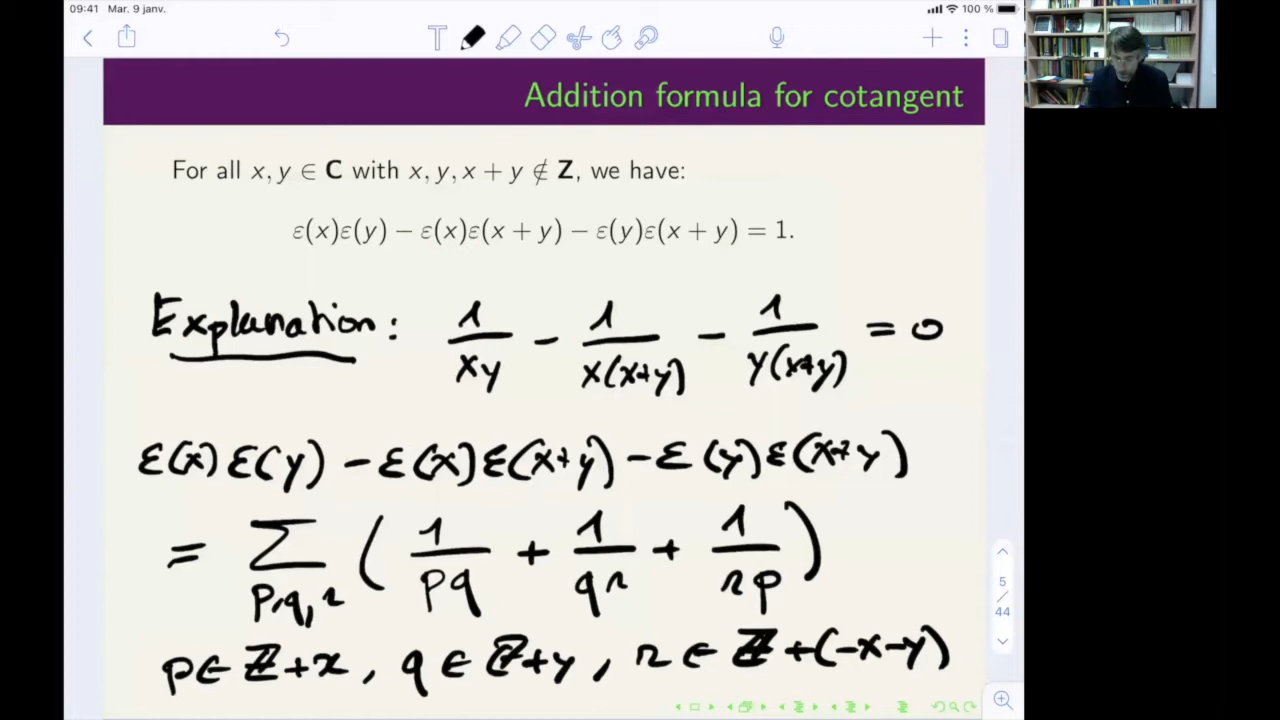 09:41 Mar. 9 janv.
100 %
T
Addition formula for cotangent
For all x, y ∈ C with x, y, x + y ∉ Z, we have:
ε(x)ε(y) − ε(x)ε(x + y) − ε(y)ε(x + y) = 1.
Explanation: 1/xy − 1/x(x+y) − 1/y(x+y) = 0
ε(x) ε(y) − ε(x) ε(x+y) − ε(y) ε(x+y)
= Σ_{p,q,r} ( 1/pq + 1/qr + 1/rp )
p ∈ ℤ+x, q ∈ ℤ+y, r ∈ ℤ+(−x−y)
5
/
44